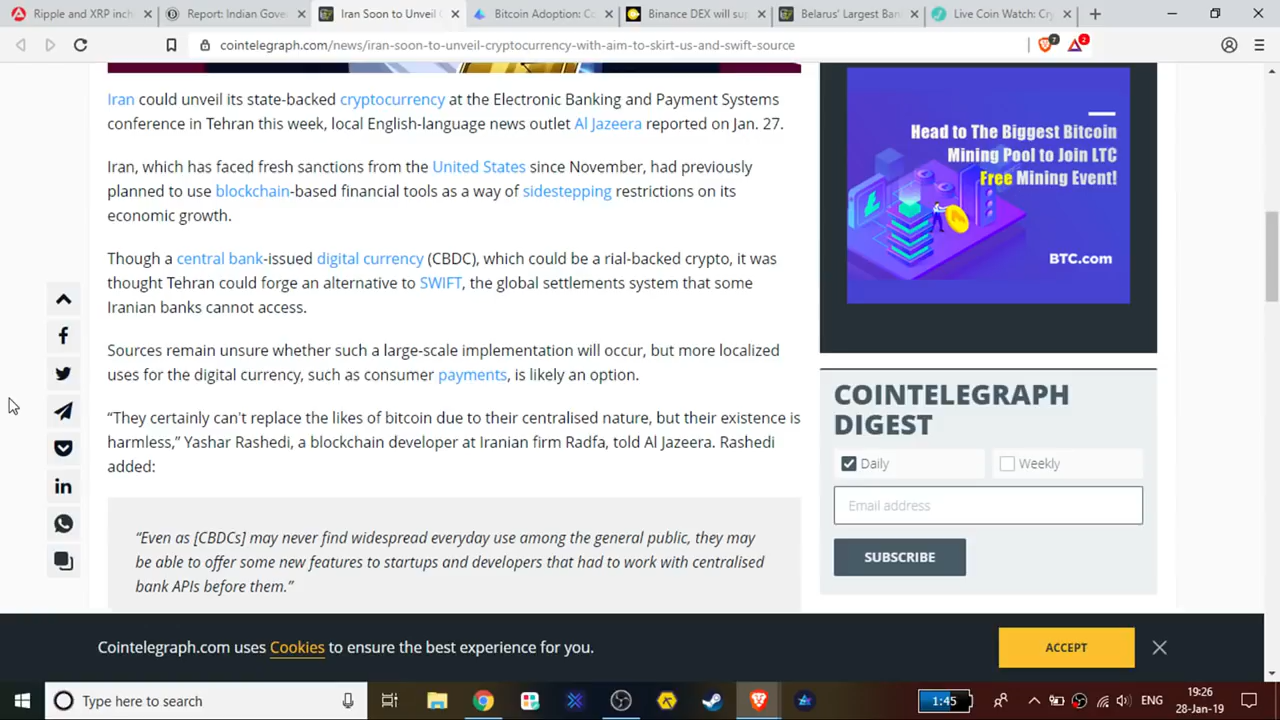 Ripple and XRP inc
Report: Indian Gove
Iran Soon to Unveil C
Bitcoin Adoption: Co
Binance DEX will su
Belarus' Largest Ban
Live Coin Watch: Cry
cointelegraph.com/news/iran-soon-to-unveil-cryptocurrency-with-aim-to-skirt-us-and-swift-source
7
2
Iran could unveil its state-backed cryptocurrency at the Electronic Banking and Payment Systems
conference in Tehran this week, local English-language news outlet Al Jazeera reported on Jan. 27.
Iran, which has faced fresh sanctions from the United States since November, had previously
planned to use blockchain-based financial tools as a way of sidestepping restrictions on its
economic growth.
Though a central bank-issued digital currency (CBDC), which could be a rial-backed crypto, it was
thought Tehran could forge an alternative to SWIFT, the global settlements system that some
Iranian banks cannot access.
Sources remain unsure whether such a large-scale implementation will occur, but more localized
uses for the digital currency, such as consumer payments, is likely an option.
“They certainly can't replace the likes of bitcoin due to their centralised nature, but their existence is
harmless,” Yashar Rashedi, a blockchain developer at Iranian firm Radfa, told Al Jazeera. Rashedi
added:
“Even as [CBDCs] may never find widespread everyday use among the general public, they may
be able to offer some new features to startups and developers that had to work with centralised
bank APIs before them.”
Head to The Biggest Bitcoin
Mining Pool to Join LTC
Free Mining Event!
BTC.com
COINTELEGRAPH
DIGEST
Daily
Weekly
Email address
SUBSCRIBE
Cointelegraph.com uses Cookies to ensure the best experience for you.
ACCEPT
Type here to search
1:45
ENG
19:26
28-Jan-19